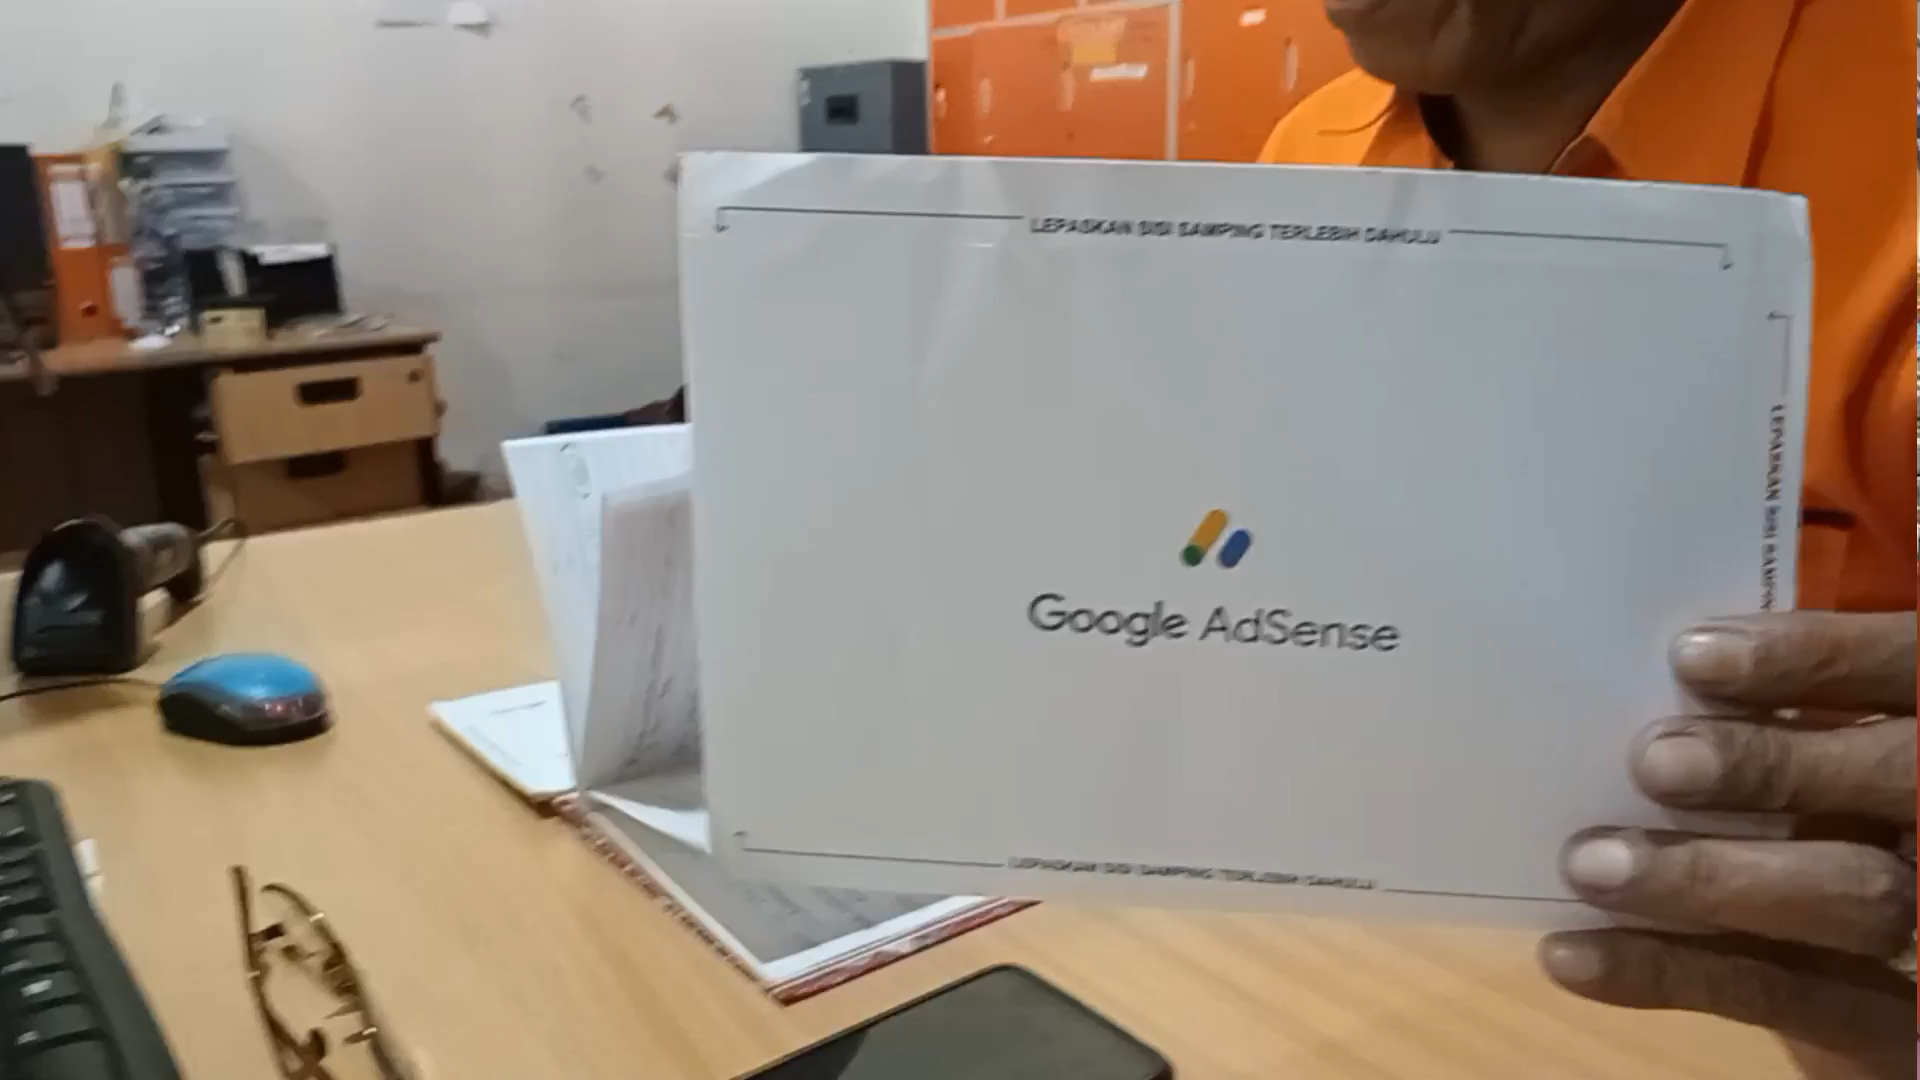 LEPASKAN SISI SAMPING TERLEBIH DAHULU
Google AdSense
LEPASKAN SISI SAMPING
LEPASKAN SISI SAMPING TERLEBIH DAHULU